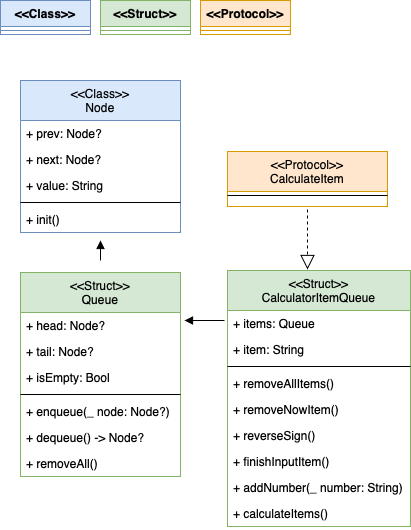 <<Class>>
<<Struct>>
<<Protocol>>
<<Class>>
Node
+ prev: Node?
+ next: Node?
+ value: String
+ init()
<<Protocol>>
CalculateItem
<<Struct>>
Queue
+ head: Node?
+ tail: Node?
+ isEmpty: Bool
+ enqueue(_ node: Node?)
+ dequeue() -> Node?
+ removeAll()
<<Struct>>
CalculatorItemQueue
+ items: Queue
+ item: String
+ removeAllItems()
+ removeNowItem()
+ reverseSign()
+ finishInputItem()
+ addNumber(_ number: String)
+ calculateItems()